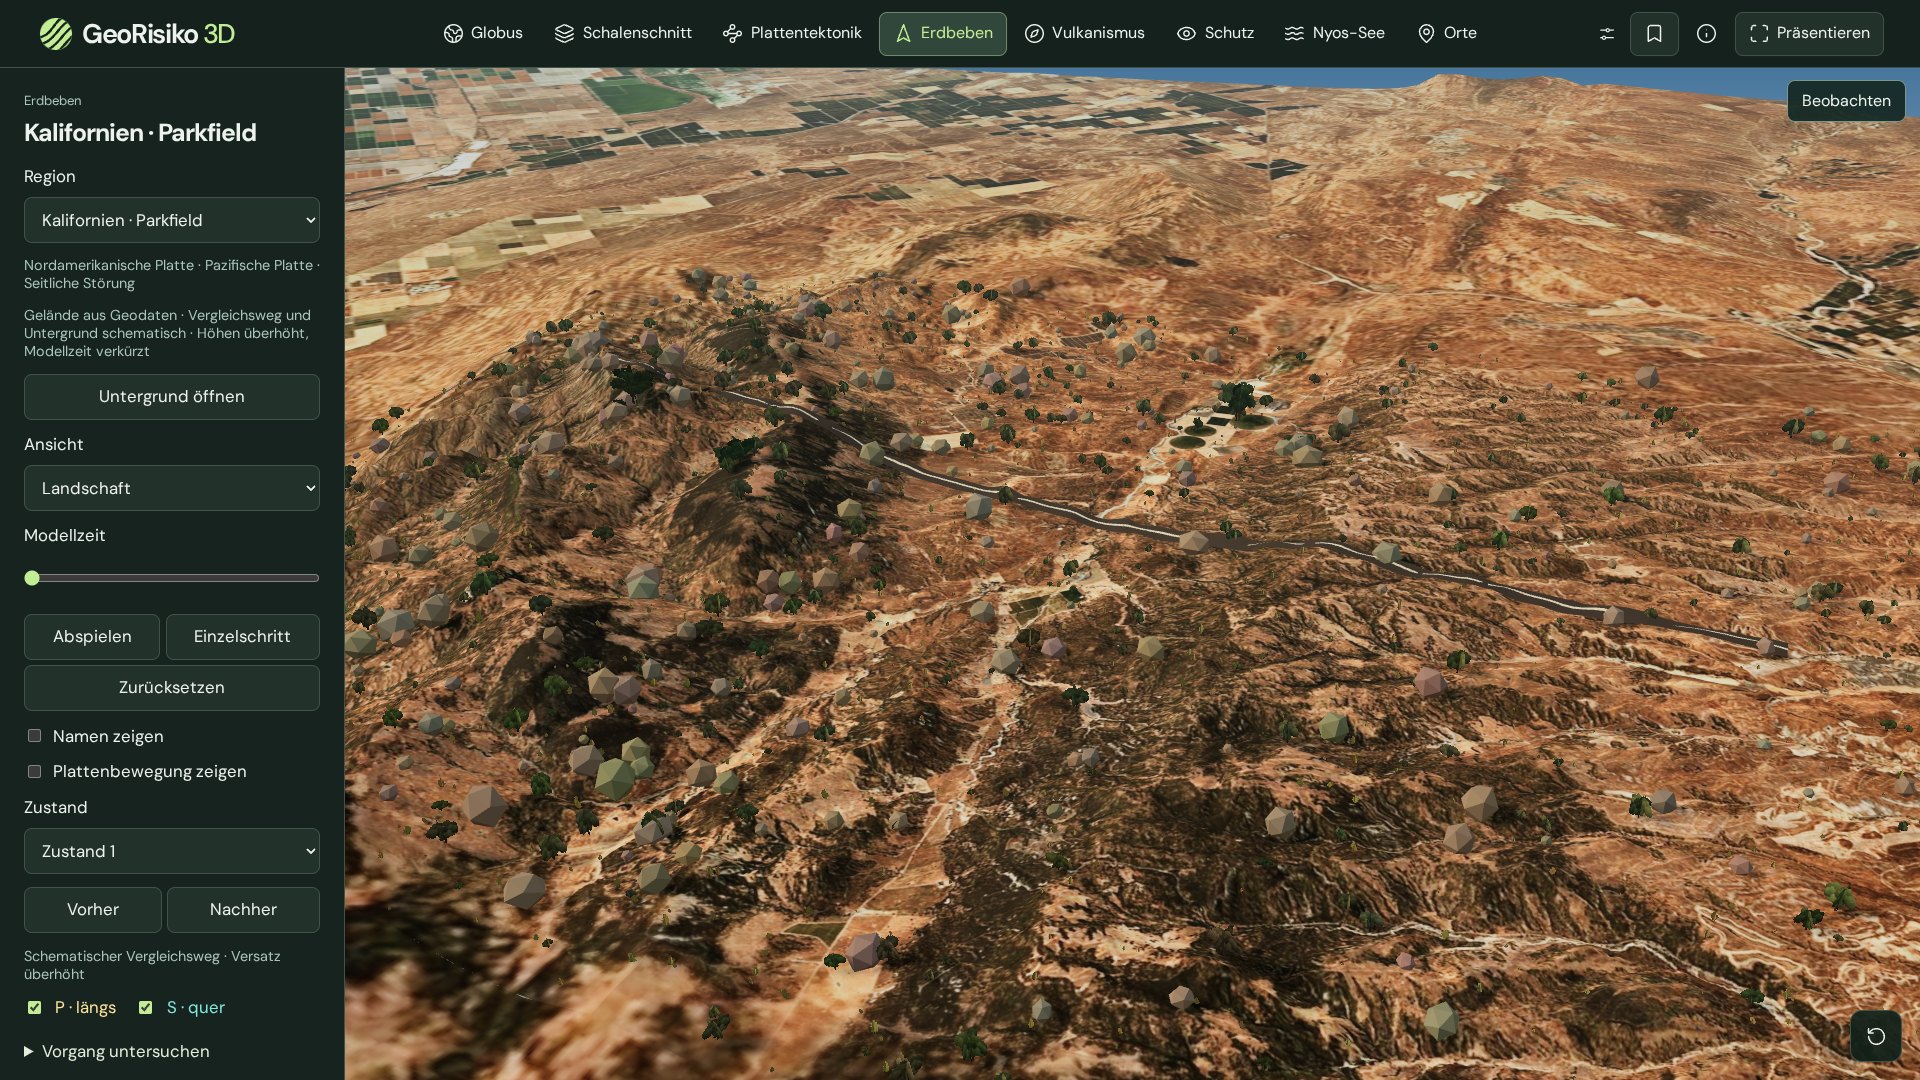 GeoRisiko 3D
Globus
Schalenschnitt
Plattentektonik
Erdbeben
Vulkanismus
Schutz
Nyos-See
Orte
Präsentieren
Erdbeben
Kalifornien · Parkfield
Region
Kalifornien · Parkfield
Nordamerikanische Platte · Pazifische Platte ·
Seitliche Störung
Gelände aus Geodaten · Vergleichsweg und
Untergrund schematisch · Höhen überhöht,
Modellzeit verkürzt
Untergrund öffnen
Ansicht
Landschaft
Modellzeit
Abspielen
Einzelschritt
Zurücksetzen
Namen zeigen
Plattenbewegung zeigen
Zustand
Zustand 1
Vorher
Nachher
Schematischer Vergleichsweg · Versatz
überhöht
P · längs
S · quer
Vorgang untersuchen
Beobachten